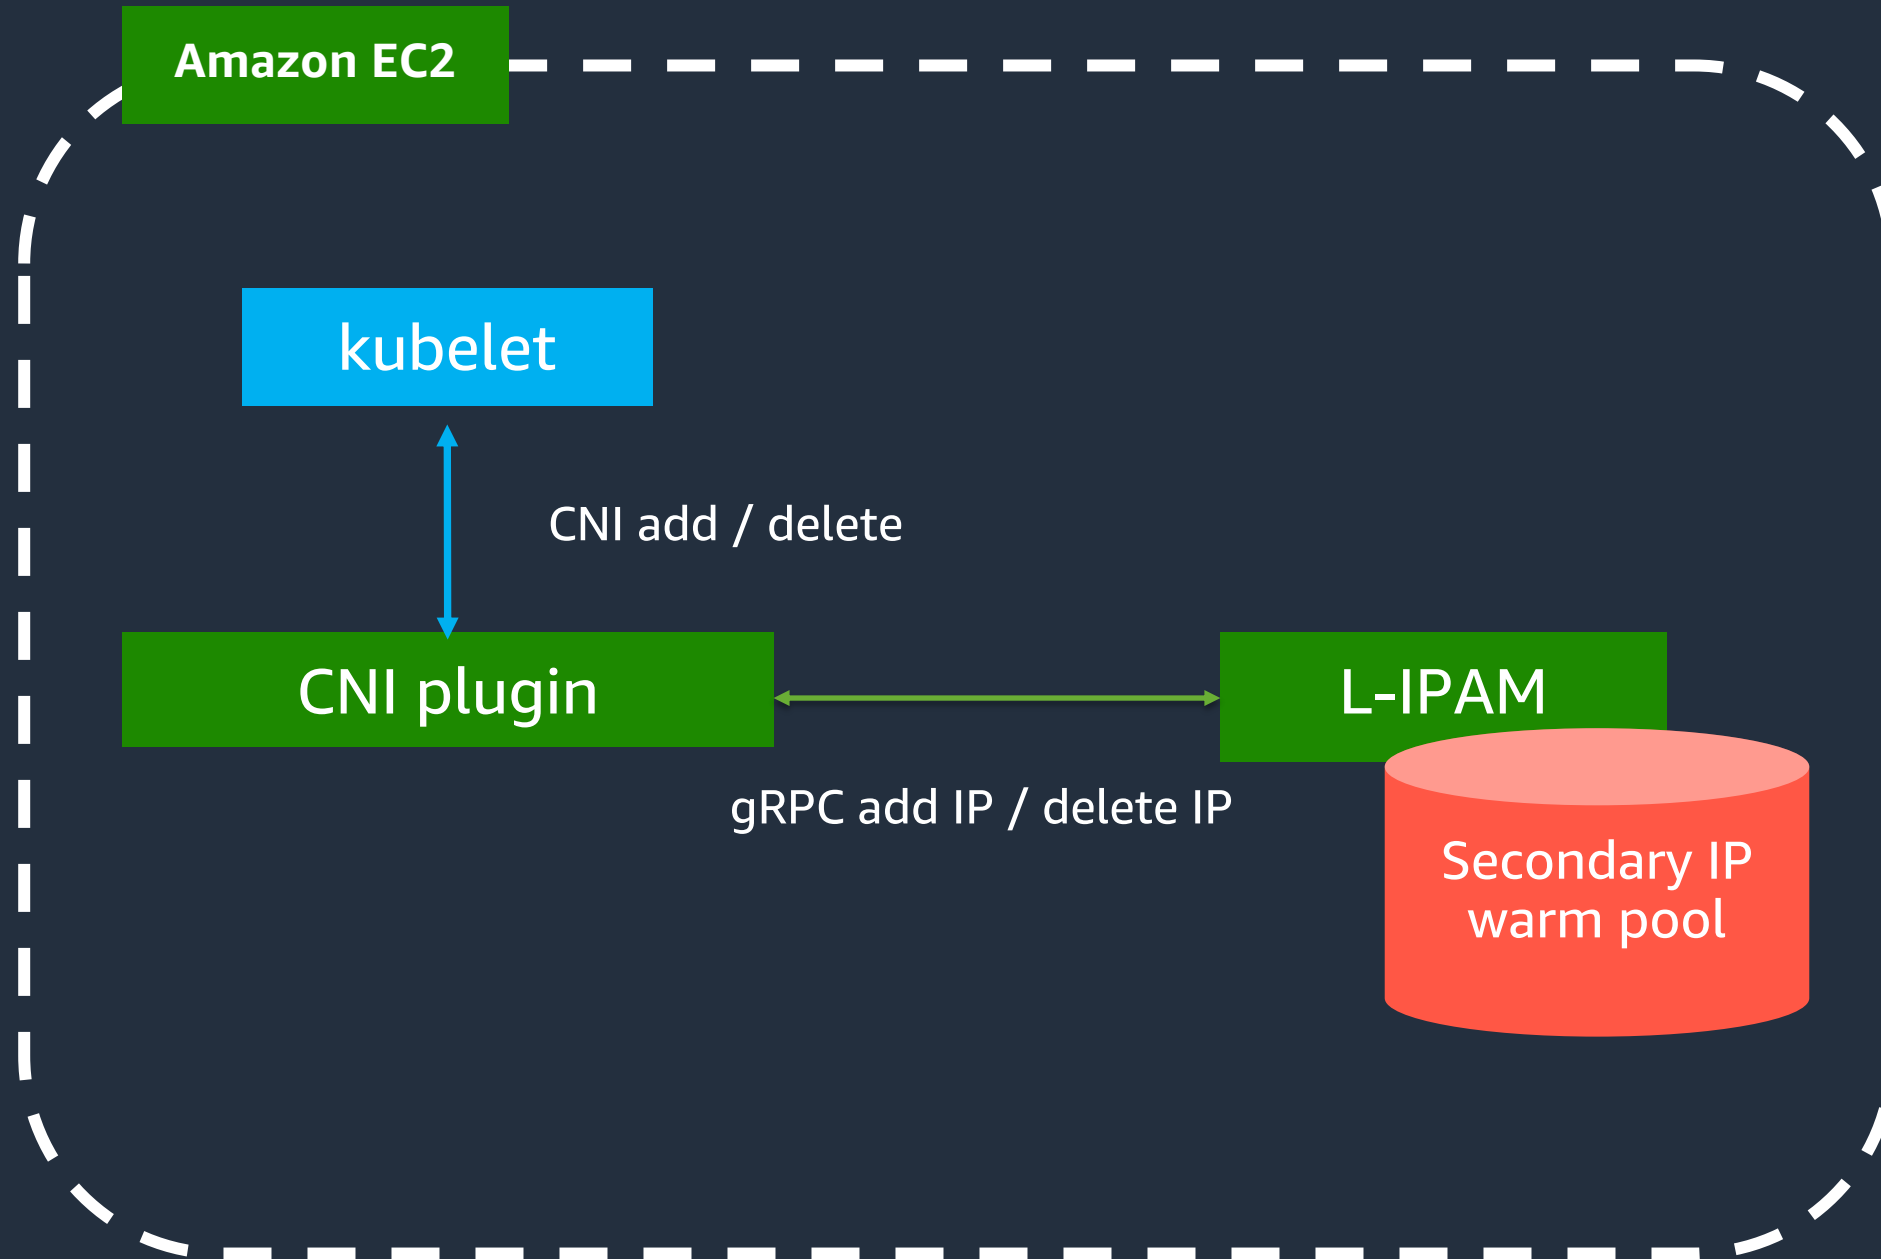 Amazon EC2
kubelet
CNI add / delete
CNI plugin
L-IPAM
gRPC add IP / delete IP
Secondary IP
warm pool